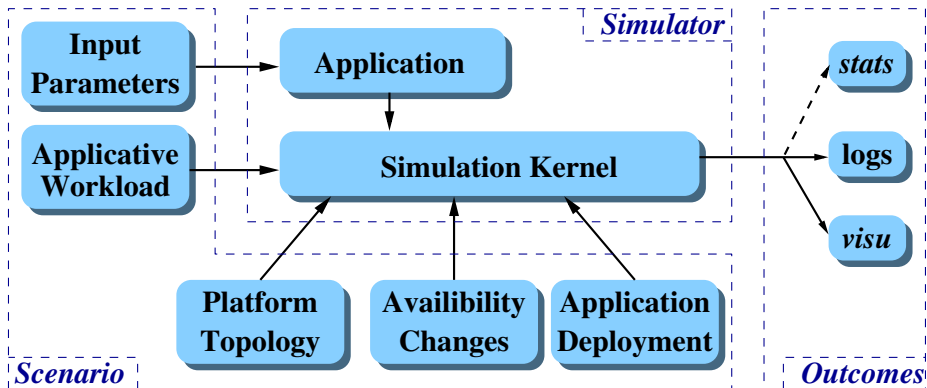 Simulator
Input
Parameters
Application
stats
Applicative
Workload
Simulation Kernel
logs
visu
Platform
Topology
Availibility
Changes
Application
Deployment
Scenario
Outcomes